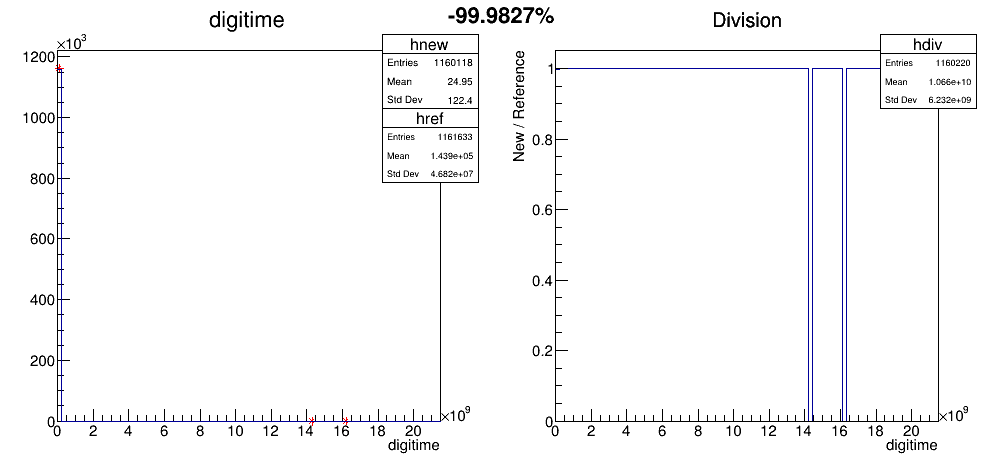 -99.9827%
digitime
×10³
hnew
Entries 1160118
Mean 24.95
Std Dev 122.4
href
Entries 1161633
Mean 1.439e+05
Std Dev 4.682e+07
1200
1000
800
600
400
200
0
0 2 4 6 8 10 12 14 16 18 20
×10⁹
digitime
Division
hdiv
Entries 1160220
Mean 1.066e+10
Std Dev 6.232e+09
New / Reference
1
0.8
0.6
0.4
0.2
0
0 2 4 6 8 10 12 14 16 18 20
×10⁹
digitime